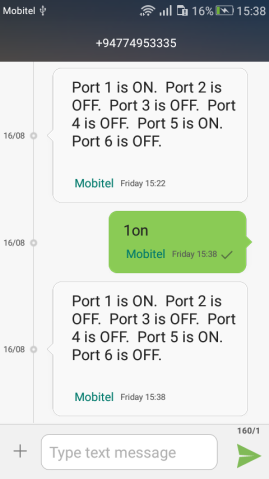 Mobitel 16% 15:38
+94774953335
Port 1 is ON. Port 2 is
OFF. Port 3 is OFF. Port
4 is OFF. Port 5 is ON.
Port 6 is OFF.
16/08
Mobitel Friday 15:22
1on
16/08
Mobitel Friday 15:38
Port 1 is ON. Port 2 is
OFF. Port 3 is OFF. Port
4 is OFF. Port 5 is ON.
16/08
Port 6 is OFF.
Mobitel Friday 15:38
160/1
Type text message